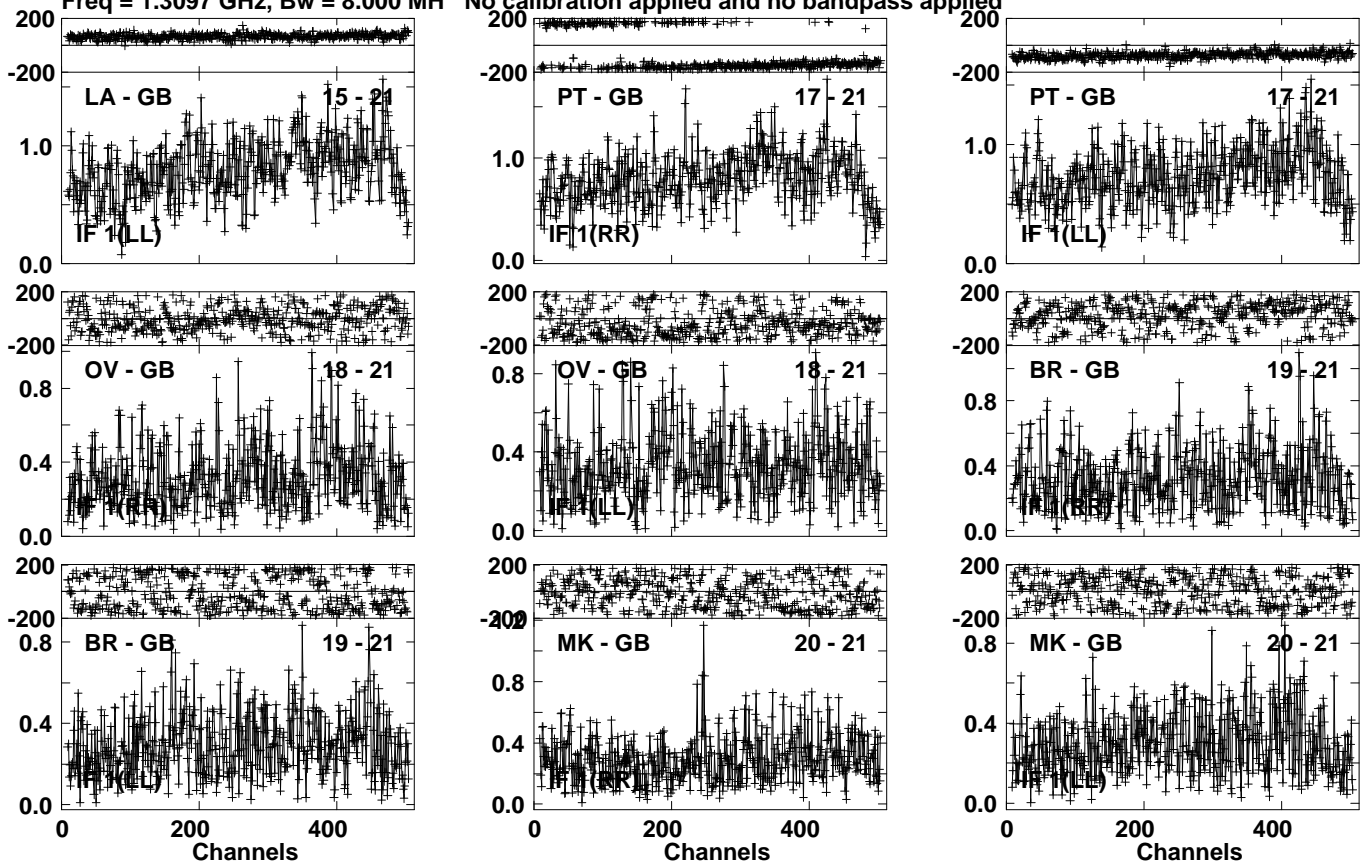 Freq = 1.3097 GHz, Bw = 8.000 MH No calibration applied and no bandpass applied
200
-200
LA - GB 15 - 21
1.0
IF 1(LL)
0.0
PT - GB 17 - 21
200
-200
1.0
IF 1(RR)
0.0
PT - GB 17 - 21
200
-200
1.0
IF 1(LL)
0.0
200
-200
OV - GB 18 - 21
0.8
0.4
IF 1(RR)
0.0
200
-200
OV - GB 18 - 21
0.8
0.4
IF 1(LL)
0.0
200
-200
BR - GB 19 - 21
0.8
0.4
IF 1(RR)
0.0
200
-200
BR - GB 19 - 21
0.8
0.4
IF 1(LL)
0.0
0 200 400
Channels
200
-200
1.2
MK - GB 20 - 21
0.8
0.4
IF 1(RR)
0.0
0 200 400
Channels
200
-200
MK - GB 20 - 21
0.8
0.4
IF 1(LL)
0.0
0 200 400
Channels